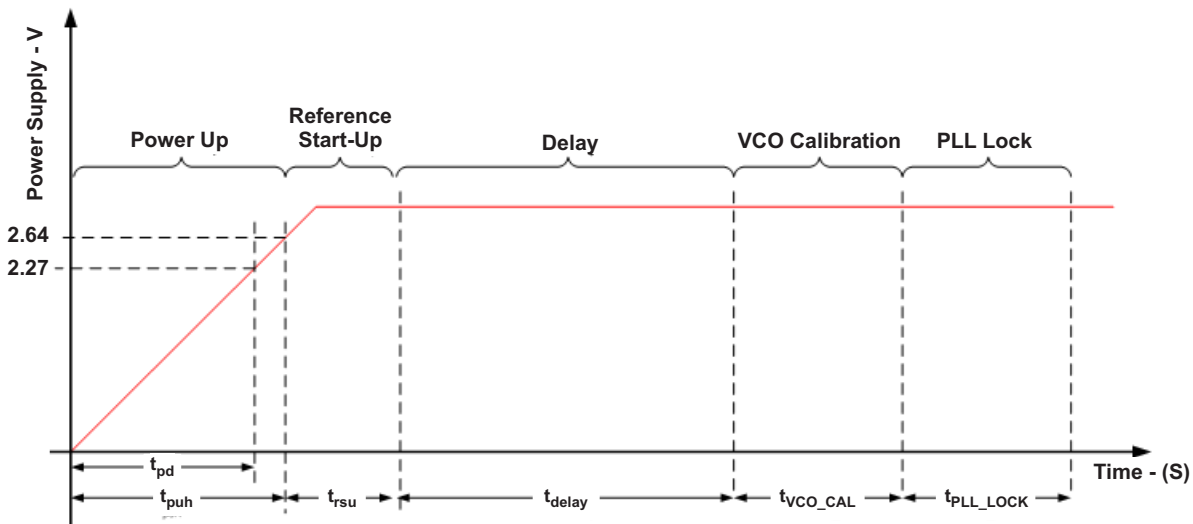 Power Supply - V
Power Up
Reference
Start-Up
Delay
VCO Calibration
PLL Lock
2.64
2.27
tpd
Time - (S)
tpuh
trsu
tdelay
tVCO_CAL
tPLL_LOCK